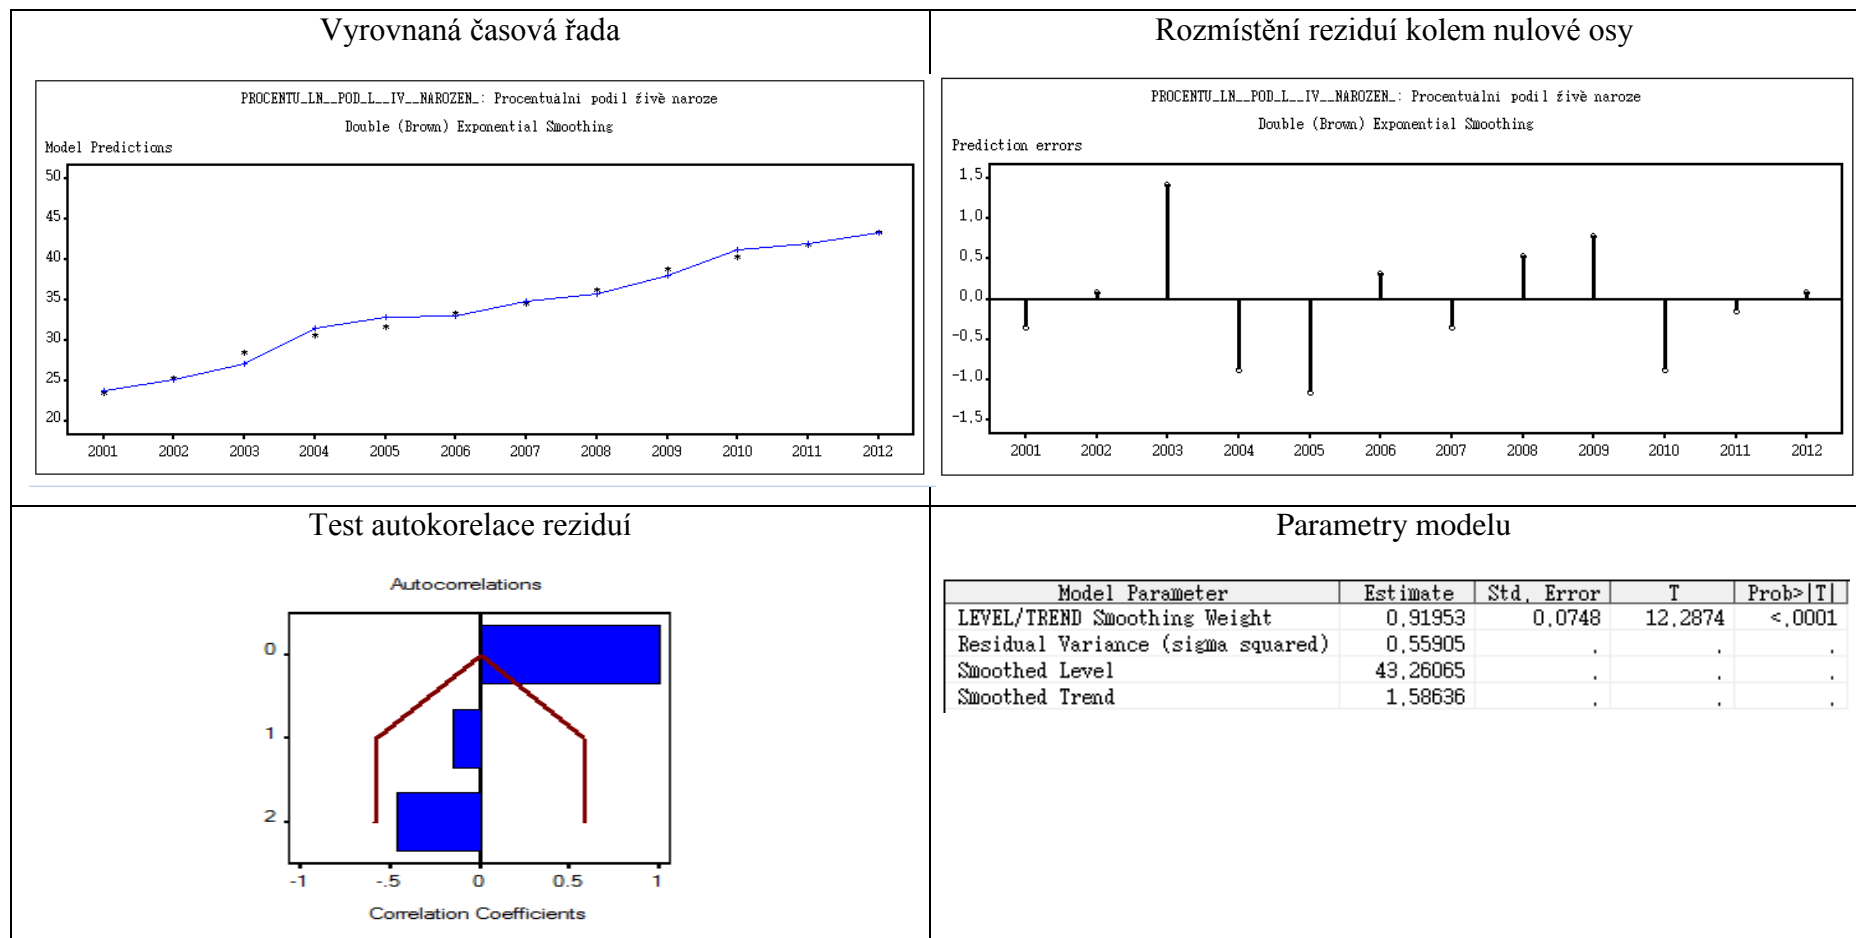 Vyrovnaná časová řada
Rozmístění reziduí kolem nulové osy
PROCENTU_LN__POD_L__IV__NAROZEN_: Procentuálni podíl živě naroze
Double (Brown) Exponential Smoothing
Model Predictions
50
45
40
35
30
25
20
2001 2002 2003 2004 2005 2006 2007 2008 2009 2010 2011 2012
PROCENTU_LN__POD_L__IV__NAROZEN_: Procentuálni podíl živě naroze
Double (Brown) Exponential Smoothing
Prediction errors
1,5
1,0
0,5
0,0
-0,5
-1,0
-1,5
2001 2002 2003 2004 2005 2006 2007 2008 2009 2010 2011 2012
Test autokorelace reziduí
Parametry modelu
Autocorrelations
0
1
2
-1 -.5 0 0.5 1
Correlation Coefficients
Model Parameter Estimate Std, Error T Prob>|T|
LEVEL/TREND Smoothing Weight 0,91953 0,0748 12,2874 <,0001
Residual Variance (sigma squared) 0,55905 , , ,
Smoothed Level 43,26065 , , ,
Smoothed Trend 1,58636 , , ,